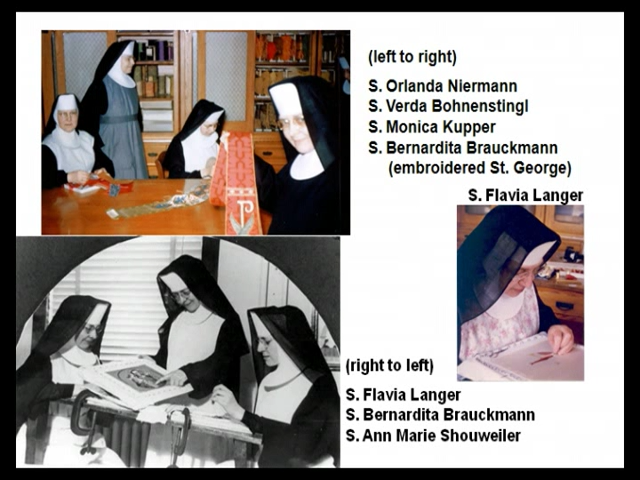 (left to right)
S. Orlanda Niermann
S. Verda Bohnenstingl
S. Monica Kupper
S. Bernardita Brauckmann
(embroidered St. George)
S. Flavia Langer
(right to left)
S. Flavia Langer
S. Bernardita Brauckmann
S. Ann Marie Shouweiler